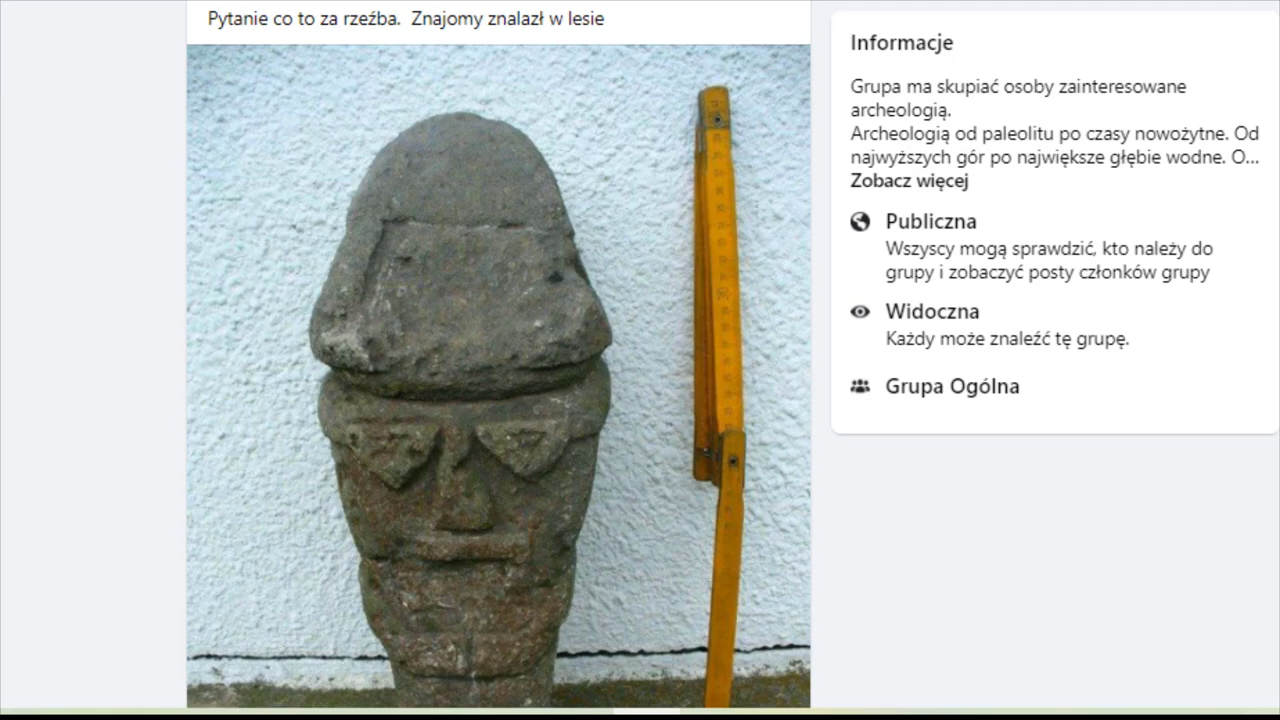 Pytanie co to za rzeźba. Znajomy znalazł w lesie
Informacje
Grupa ma skupiać osoby zainteresowane
archeologią.
Archeologią od paleolitu po czasy nowożytne. Od
najwyższych gór po największe głębie wodne. O...
Zobacz więcej
Publiczna
Wszyscy mogą sprawdzić, kto należy do
grupy i zobaczyć posty członków grupy
Widoczna
Każdy może znaleźć tę grupę.
Grupa Ogólna